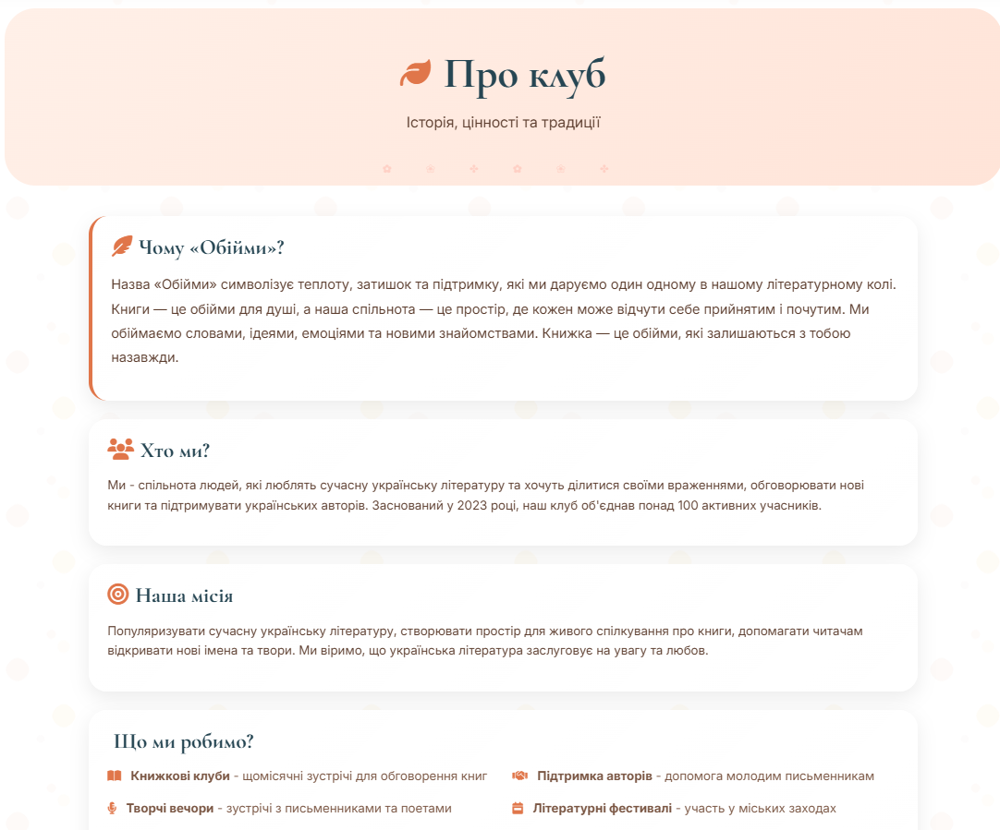 Про клуб
Історія, цінності та традиції
Чому «Обійми»?
Назва «Обійми» символізує теплоту, затишок та підтримку, які ми даруємо один одному в нашому літературному колі.
Книги — це обійми для душі, а наша спільнота — це простір, де кожен може відчути себе прийнятим і почутим. Ми
обіймаємо словами, ідеями, емоціями та новими знайомствами. Книжка — це обійми, які залишаються з тобою
назавжди.
Хто ми?
Ми - спільнота людей, які люблять сучасну українську літературу та хочуть ділитися своїми враженнями, обговорювати нові
книги та підтримувати українських авторів. Заснований у 2023 році, наш клуб об'єднав понад 100 активних учасників.
Наша місія
Популяризувати сучасну українську літературу, створювати простір для живого спілкування про книги, допомагати читачам
відкривати нові імена та твори. Ми віримо, що українська література заслуговує на увагу та любов.
Що ми робимо?
Книжкові клуби - щомісячні зустрічі для обговорення книг
Підтримка авторів - допомога молодим письменникам
Творчі вечори - зустрічі з письменниками та поетами
Літературні фестивалі - участь у міських заходах